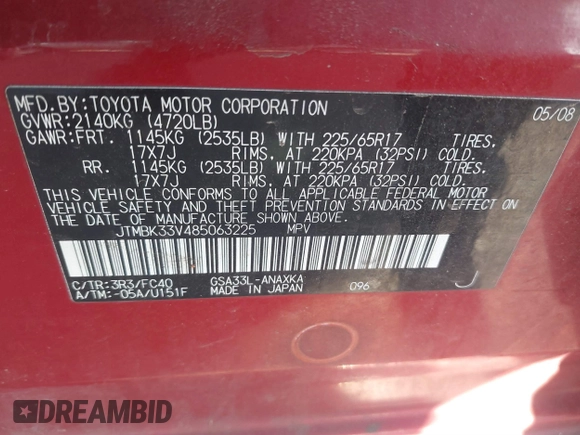 MFD.BY:TOYOTA MOTOR CORPORATION 05/08
GVWR:2140KG (4720LB)
GAWR:FRT. 1145KG (2535LB) WITH 225/65R17 TIRES,
17X7J RIMS, AT 220KPA (32PSI) COLD.
RR. 1145KG (2535LB) WITH 225/65R17 TIRES,
17X7J RIMS, AT 220KPA (32PSI) COLD.
THIS VEHICLE CONFORMS TO ALL APPLICABLE FEDERAL MOTOR
VEHICLE SAFETY AND THEFT PREVENTION STANDARDS IN EFFECT ON
THE DATE OF MANUFACTURE SHOWN ABOVE.
JTMBK33V485063225 MPV
C/TR:3R3/FC40 GSA33L-ANAXKA
A/TM:-05A/U151F MADE IN JAPAN 096 J
DREAMBID